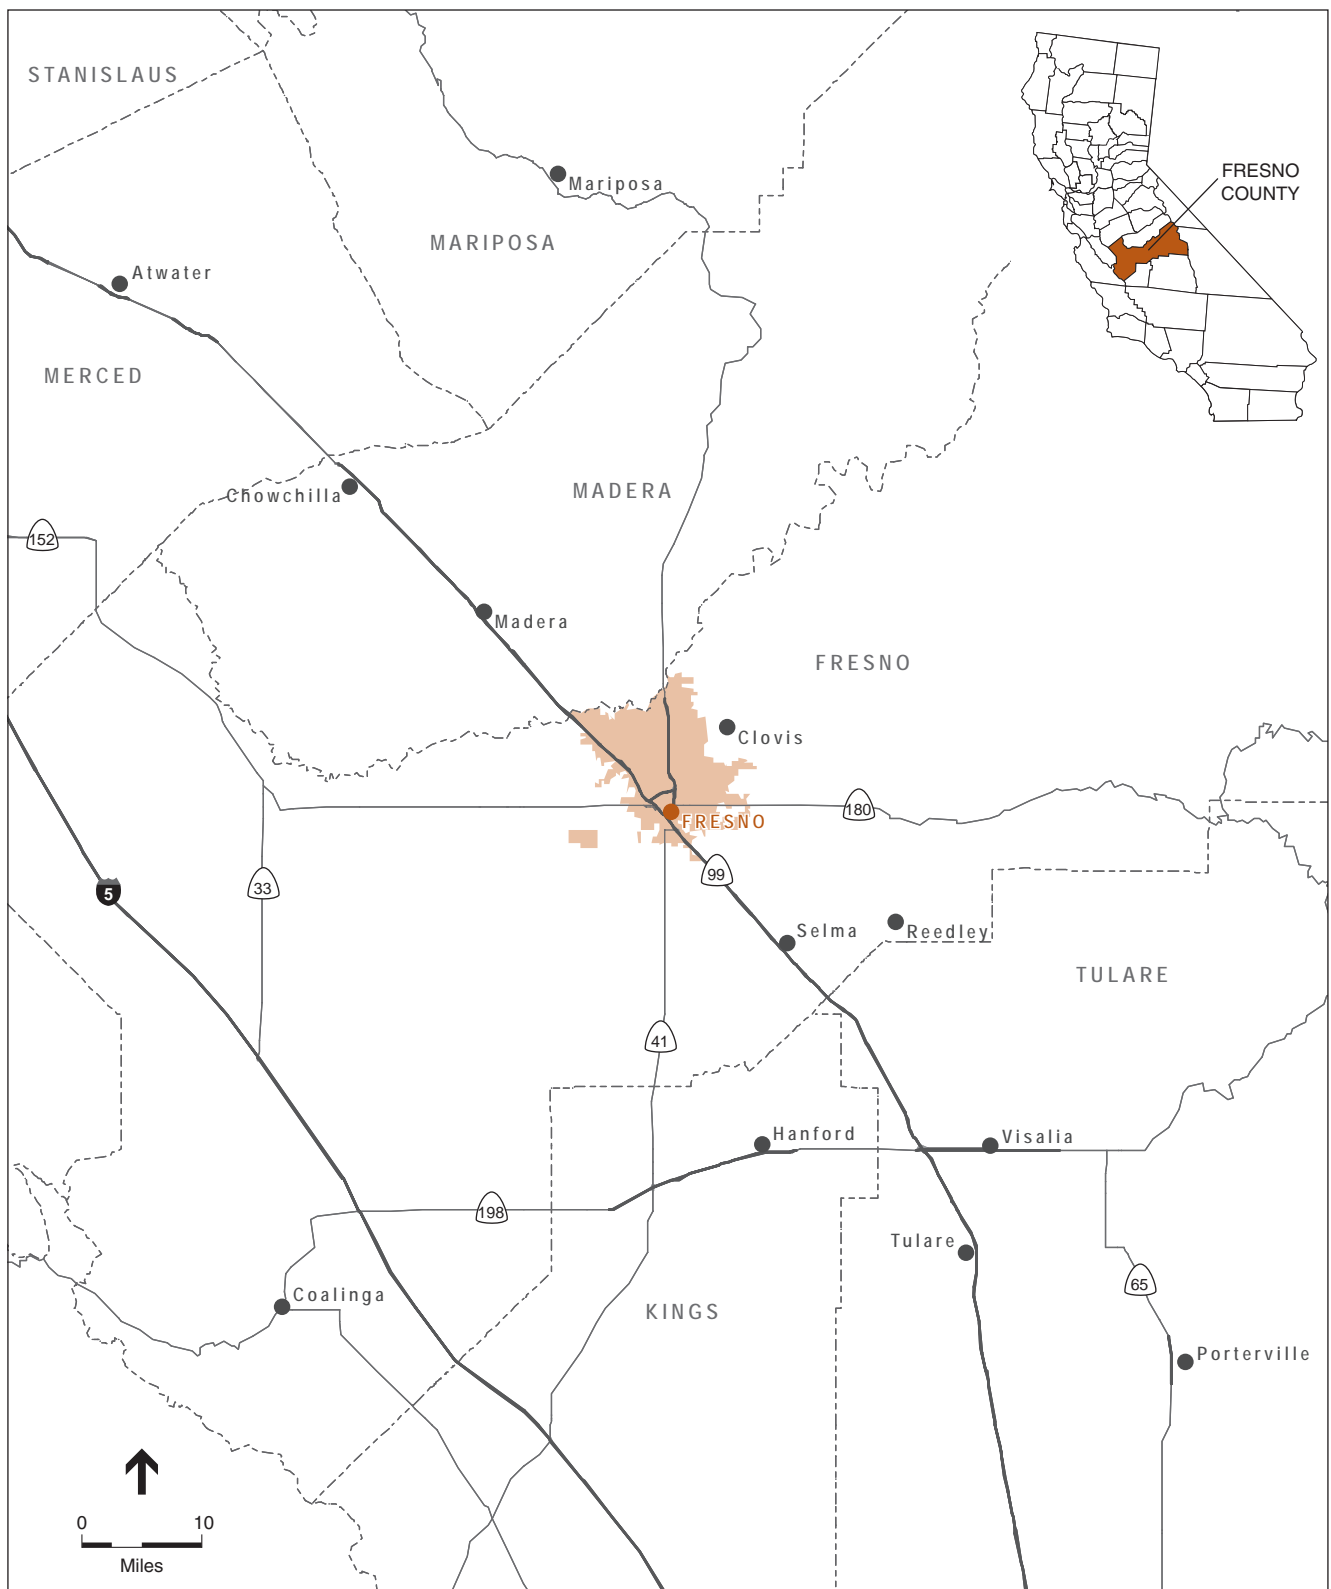 STANISLAUS
Mariposa
FRESNO
COUNTY
MARIPOSA
Atwater
MERCED
Chowchilla
MADERA
152
Madera
FRESNO
Clovis
180
FRESNO
99
33
5
Selma
Reedley
TULARE
41
Hanford
Visalia
198
Tulare
65
Coalinga
KINGS
Porterville
0 10
Miles